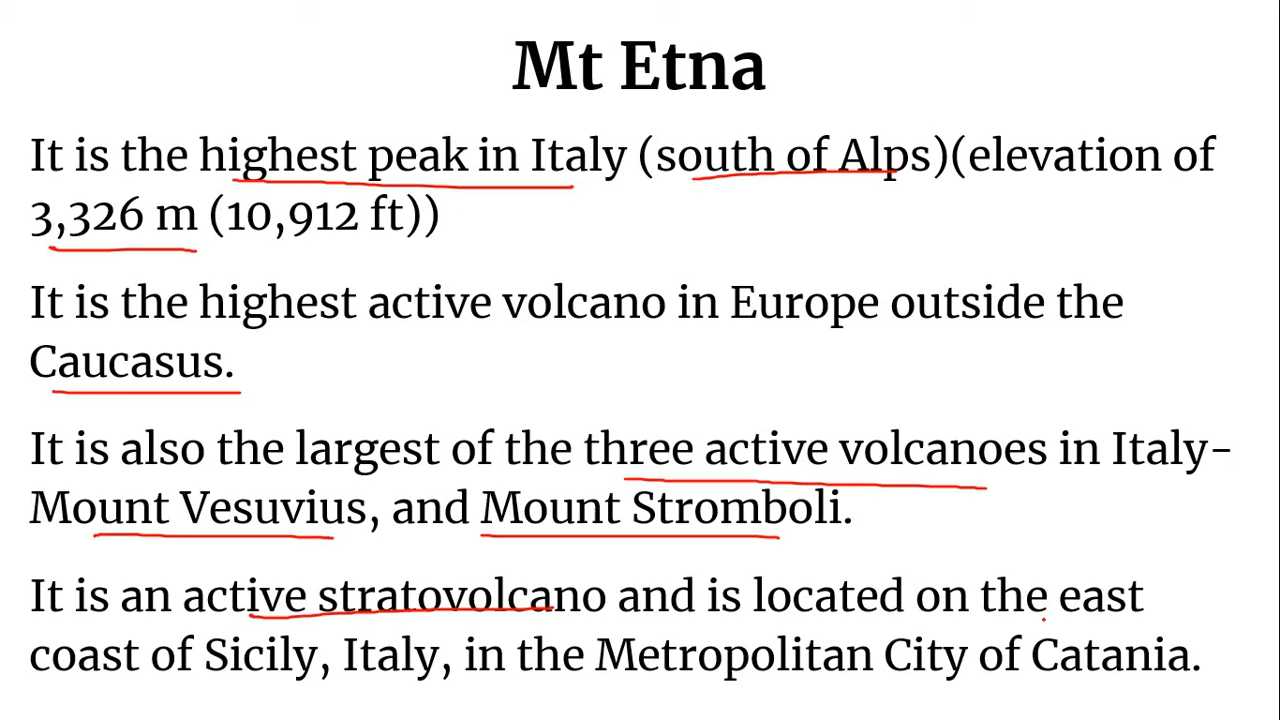 Mt Etna
It is the highest peak in Italy (south of Alps)(elevation of
3,326 m (10,912 ft))
It is the highest active volcano in Europe outside the
Caucasus.
It is also the largest of the three active volcanoes in Italy-
Mount Vesuvius, and Mount Stromboli.
It is an active stratovolcano and is located on the east
coast of Sicily, Italy, in the Metropolitan City of Catania.